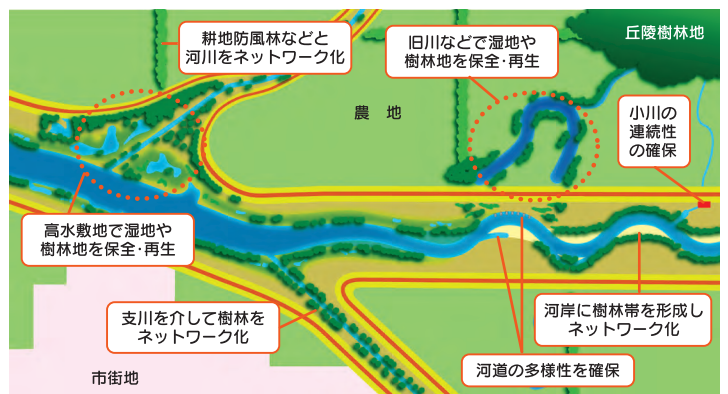 耕地防風林などと
河川をネットワーク化
旧川などで湿地や
樹林地を保全・再生
丘陵樹林地
農 地
小川の
連続性
の確保
高水敷地で湿地や
樹林地を保全・再生
支川を介して樹林を
ネットワーク化
河岸に樹林帯を形成し
ネットワーク化
河道の多様性を確保
市街地